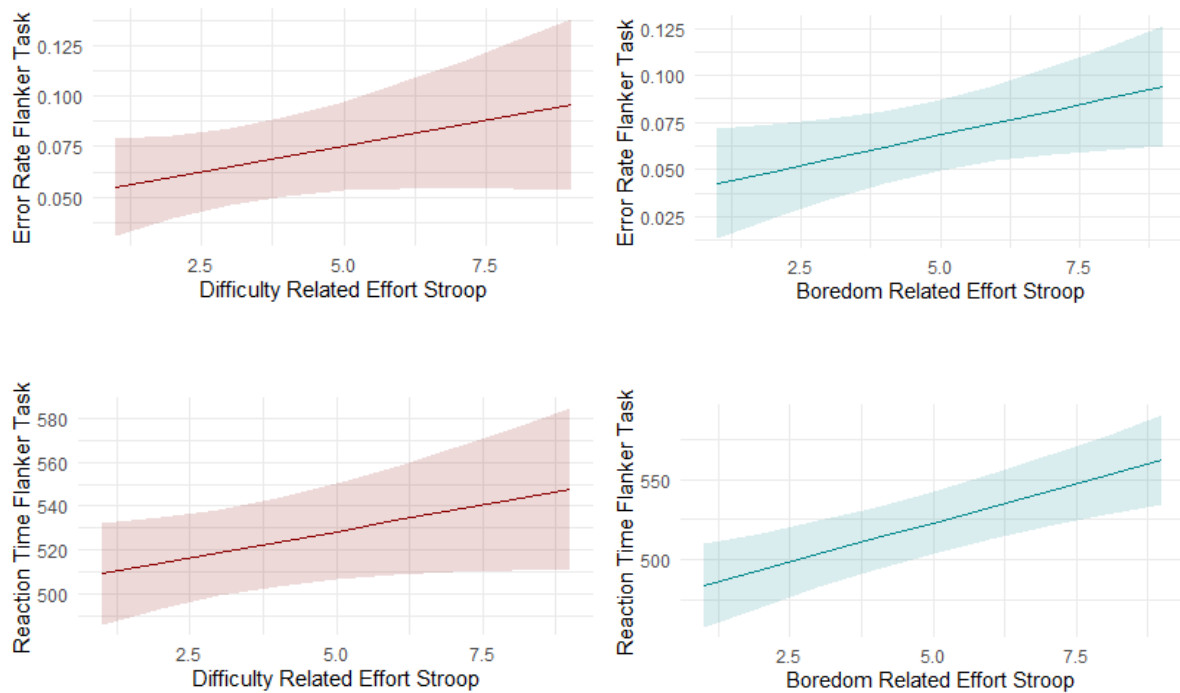 Error Rate Flanker Task
0.125
0.100
0.075
0.050
2.5 5.0 7.5
Difficulty Related Effort Stroop
Error Rate Flanker Task
0.125
0.100
0.075
0.050
0.025
2.5 5.0 7.5
Boredom Related Effort Stroop
Reaction Time Flanker Task
580
560
540
520
500
2.5 5.0 7.5
Difficulty Related Effort Stroop
Reaction Time Flanker Task
550
500
2.5 5.0 7.5
Boredom Related Effort Stroop